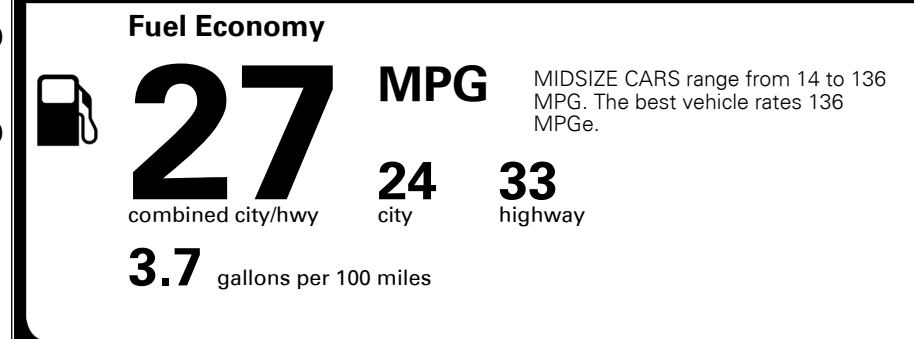 Fuel Economy
27
MPG
MIDSIZE CARS range from 14 to 136
MPG. The best vehicle rates 136
MPGe.
combined city/hwy
24
city
33
highway
3.7 gallons per 100 miles